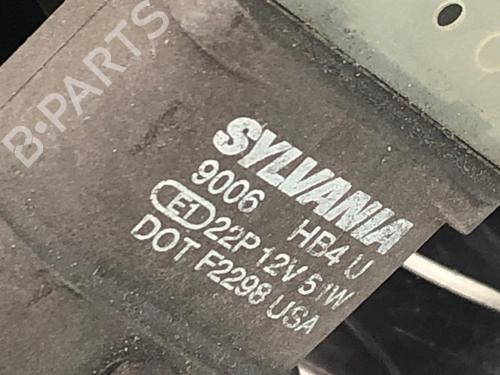 B-PARTS
SYLVANIA
9006 HB4 U
E1 22P 12V 51W
DOT F2298 USA